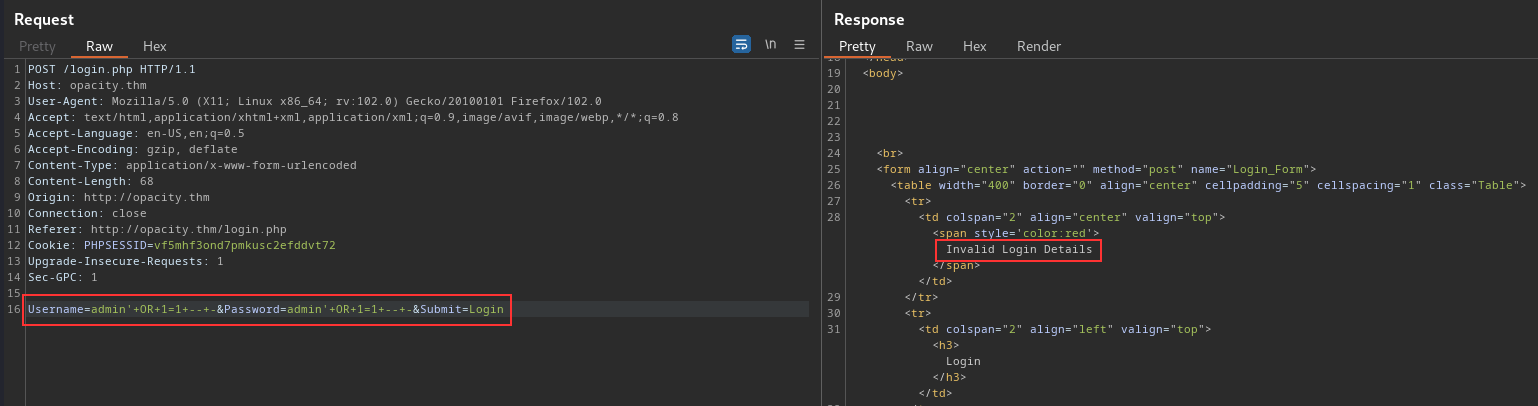 Request
Pretty Raw Hex \n
1 POST /login.php HTTP/1.1
2 Host: opacity.thm
3 User-Agent: Mozilla/5.0 (X11; Linux x86_64; rv:102.0) Gecko/20100101 Firefox/102.0
4 Accept: text/html,application/xhtml+xml,application/xml;q=0.9,image/avif,image/webp,*/*;q=0.8
5 Accept-Language: en-US,en;q=0.5
6 Accept-Encoding: gzip, deflate
7 Content-Type: application/x-www-form-urlencoded
8 Content-Length: 68
9 Origin: http://opacity.thm
10 Connection: close
11 Referer: http://opacity.thm/login.php
12 Cookie: PHPSESSID=vf5mhf3ond7pmkusc2efddvt72
13 Upgrade-Insecure-Requests: 1
14 Sec-GPC: 1
15
16 Username=admin'+OR+1=1+--+-&Password=admin'+OR+1=1+--+-&Submit=Login
Response
Pretty Raw Hex Render
18 </head>
19 <body>
20
21
22
23
24 <br>
25 <form align="center" action="" method="post" name="Login_Form">
26 <table width="400" border="0" align="center" cellpadding="5" cellspacing="1" class="Table">
27 <tr>
28 <td colspan="2" align="center" valign="top">
<span style='color:red'>
Invalid Login Details
</span>
</td>
29 </tr>
30 <tr>
31 <td colspan="2" align="left" valign="top">
<h3>
Login
</h3>
</td>